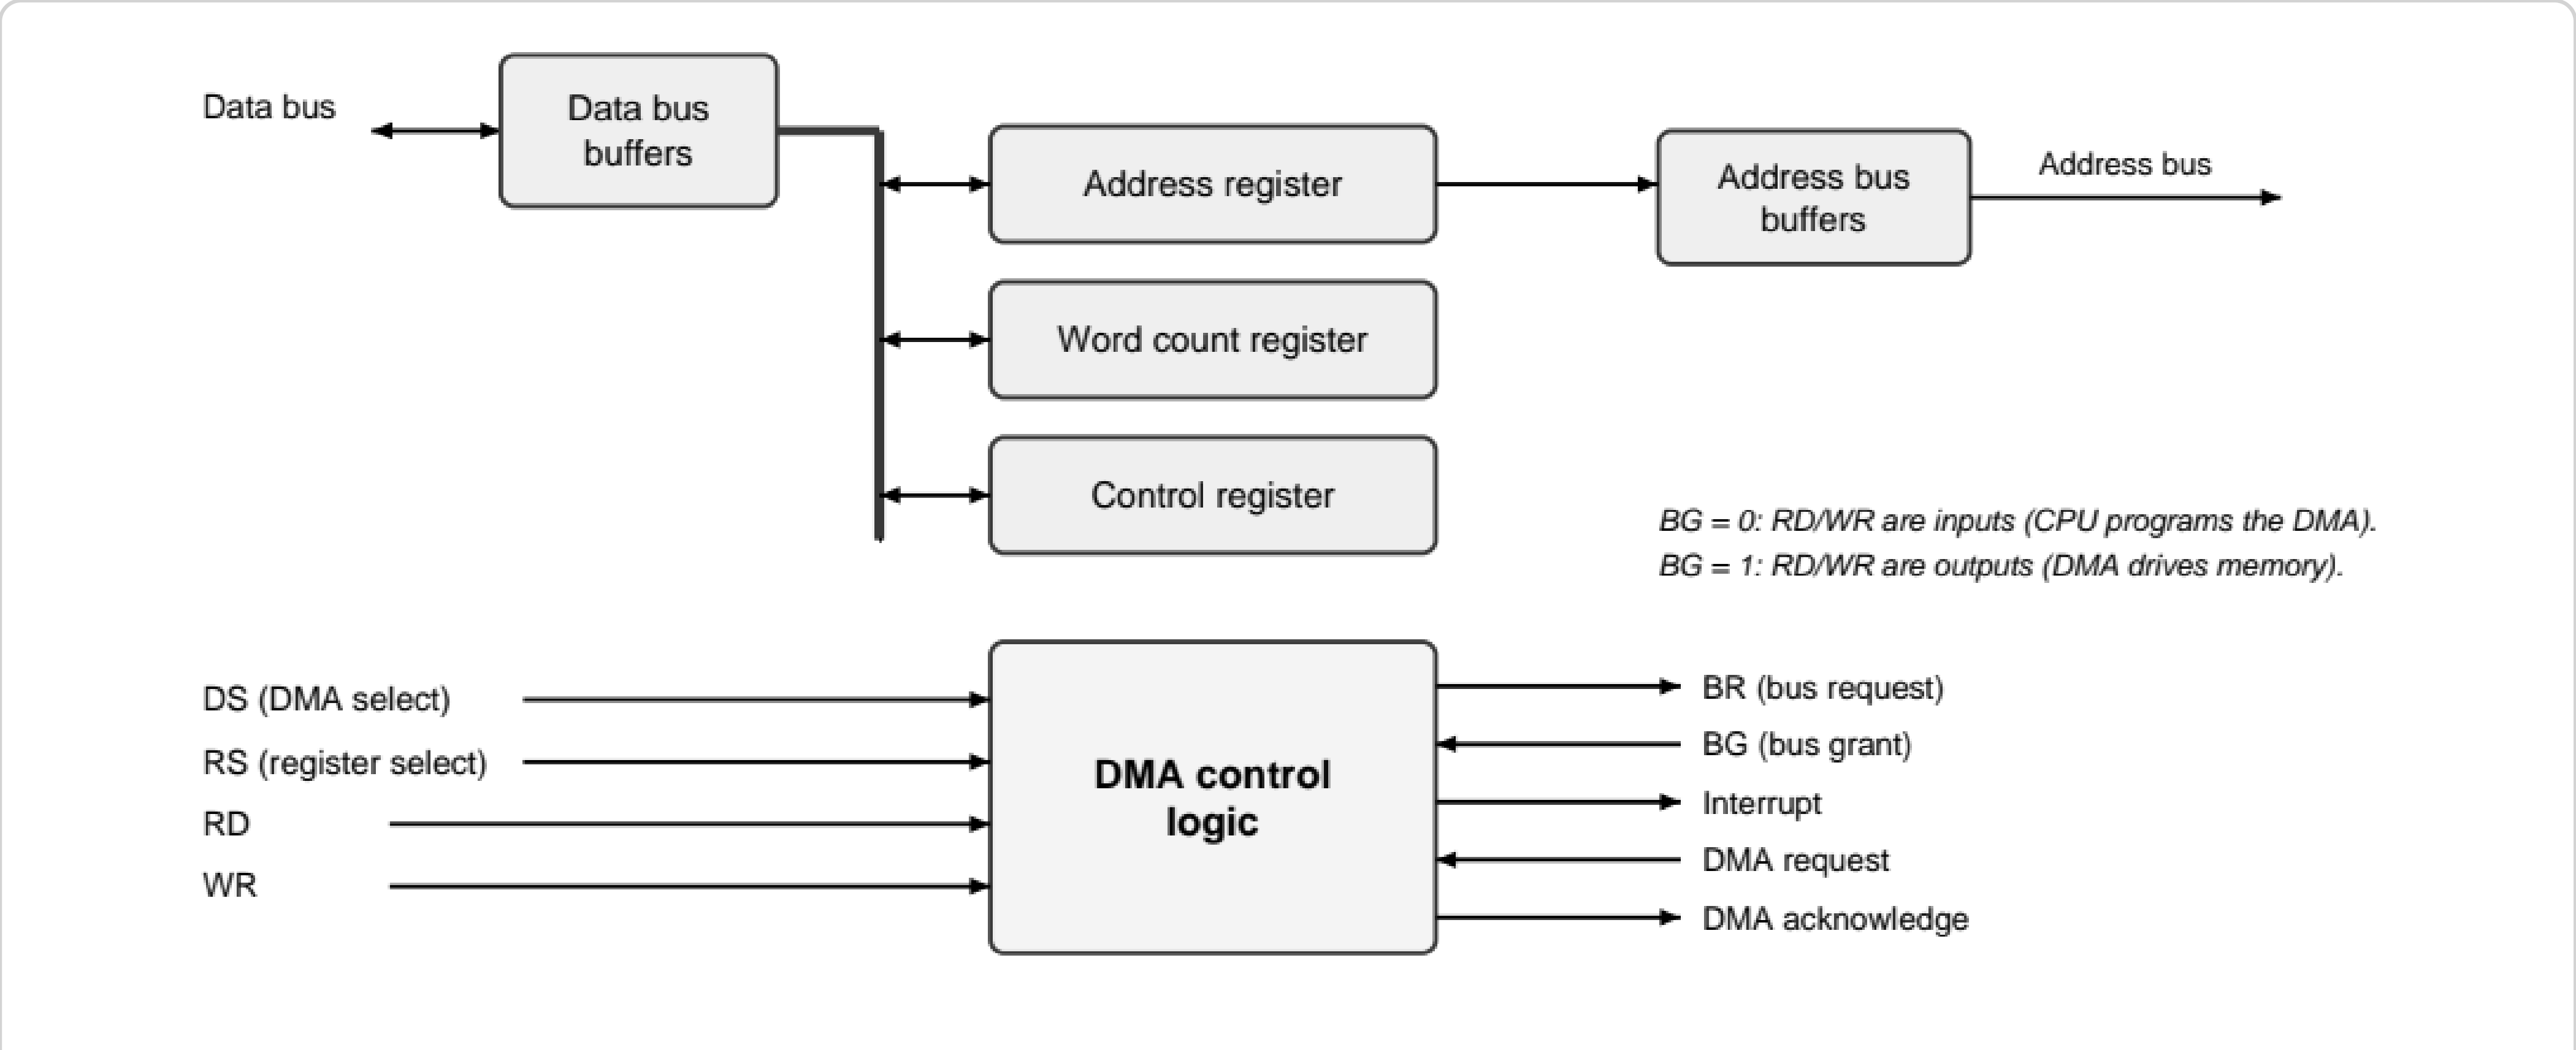 Data bus
Data bus
buffers
Address register
Address bus
buffers
Address bus
Word count register
Control register
BG = 0: RD/WR are inputs (CPU programs the DMA).
BG = 1: RD/WR are outputs (DMA drives memory).
DS (DMA select)
RS (register select)
RD
WR
DMA control
logic
BR (bus request)
BG (bus grant)
Interrupt
DMA request
DMA acknowledge